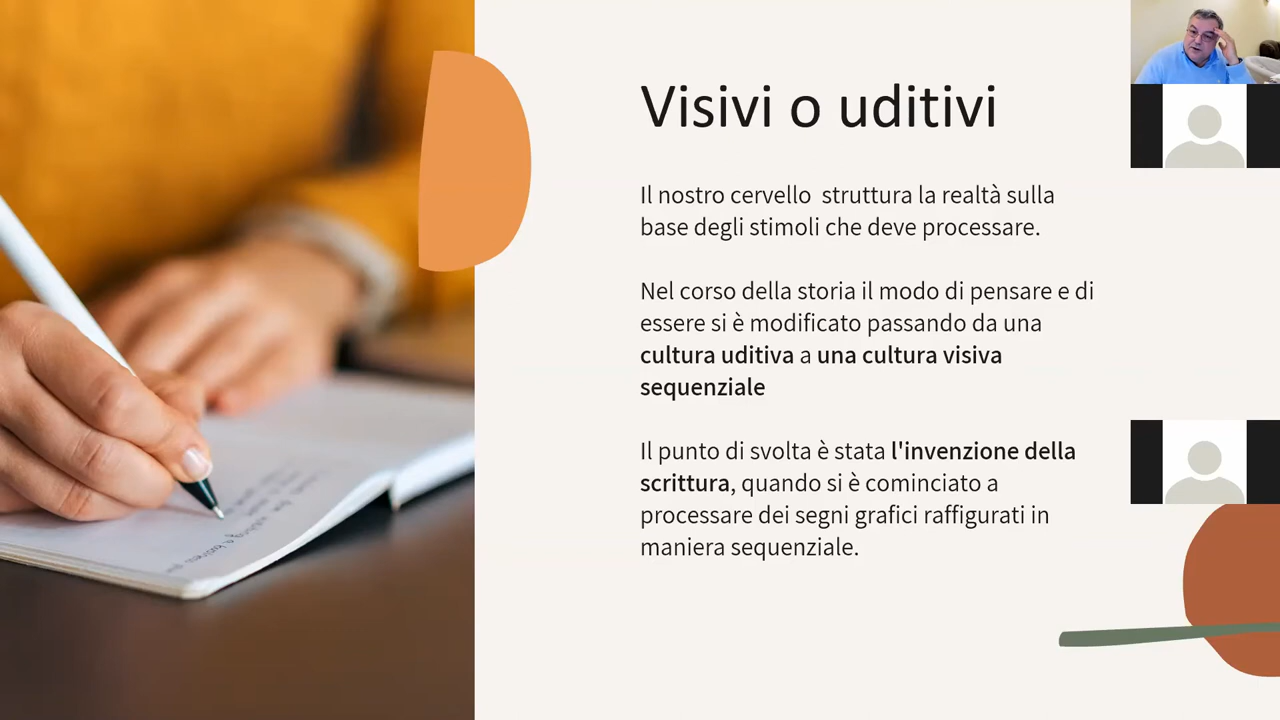 Visivi o uditivi
Il nostro cervello  struttura la realtà sulla
base degli stimoli che deve processare.
Nel corso della storia il modo di pensare e di
essere si è modificato passando da una
cultura uditiva a una cultura visiva
sequenziale
Il punto di svolta è stata l'invenzione della
scrittura, quando si è cominciato a
processare dei segni grafici raffigurati in
maniera sequenziale.